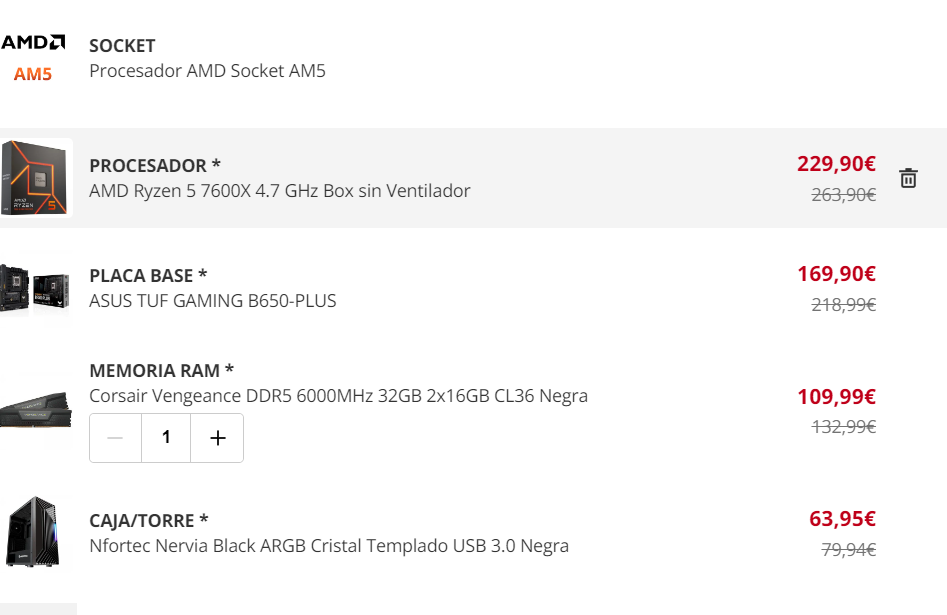 AMD
AM5
SOCKET
Procesador AMD Socket AM5
PROCESADOR *
AMD Ryzen 5 7600X 4.7 GHz Box sin Ventilador
229,90€
263,90€
PLACA BASE *
ASUS TUF GAMING B650-PLUS
169,90€
218,99€
MEMORIA RAM *
Corsair Vengeance DDR5 6000MHz 32GB 2x16GB CL36 Negra
— 1 +
109,99€
132,99€
CAJA/TORRE *
Nfortec Nervia Black ARGB Cristal Templado USB 3.0 Negra
63,95€
79,94€